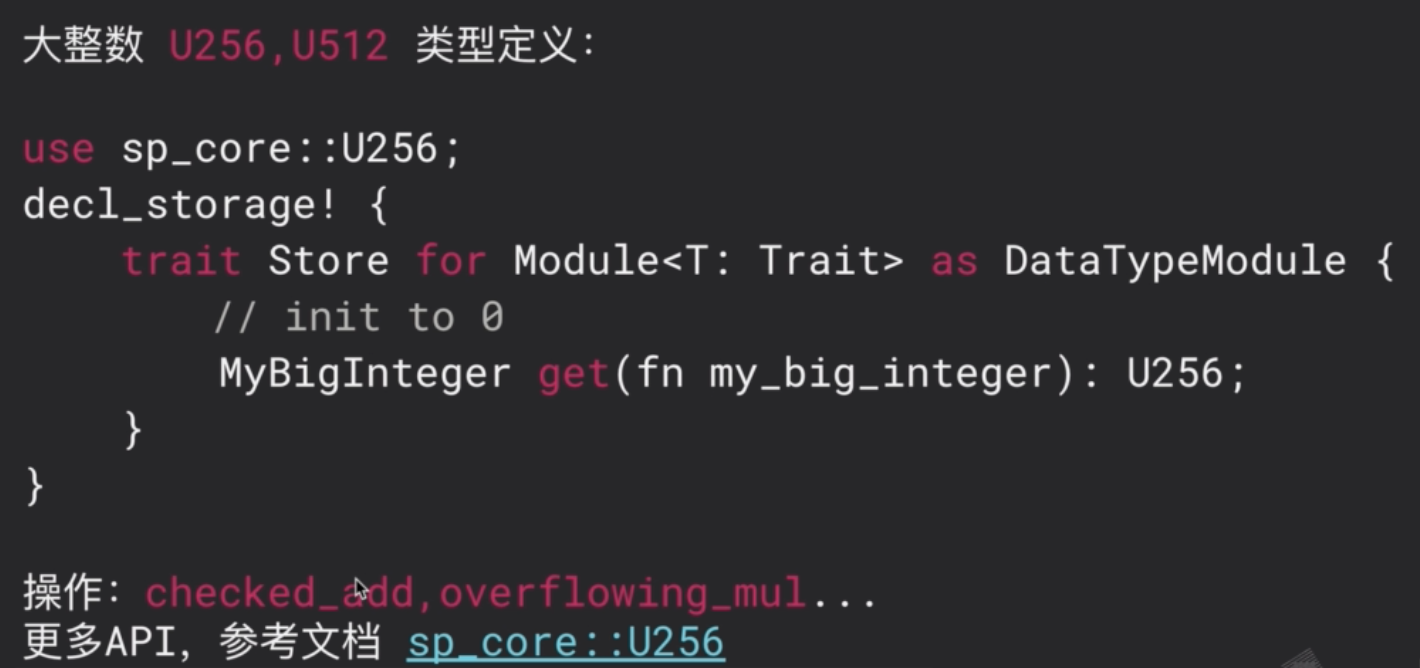 大整数 U256,U512 类型定义：
use sp_core::U256;
decl_storage! {
    trait Store for Module<T: Trait> as DataTypeModule {
        // init to 0
        MyBigInteger get(fn my_big_integer): U256;
    }
}
操作：checked_add,overflowing_mul...
更多API，参考文档 sp_core::U256